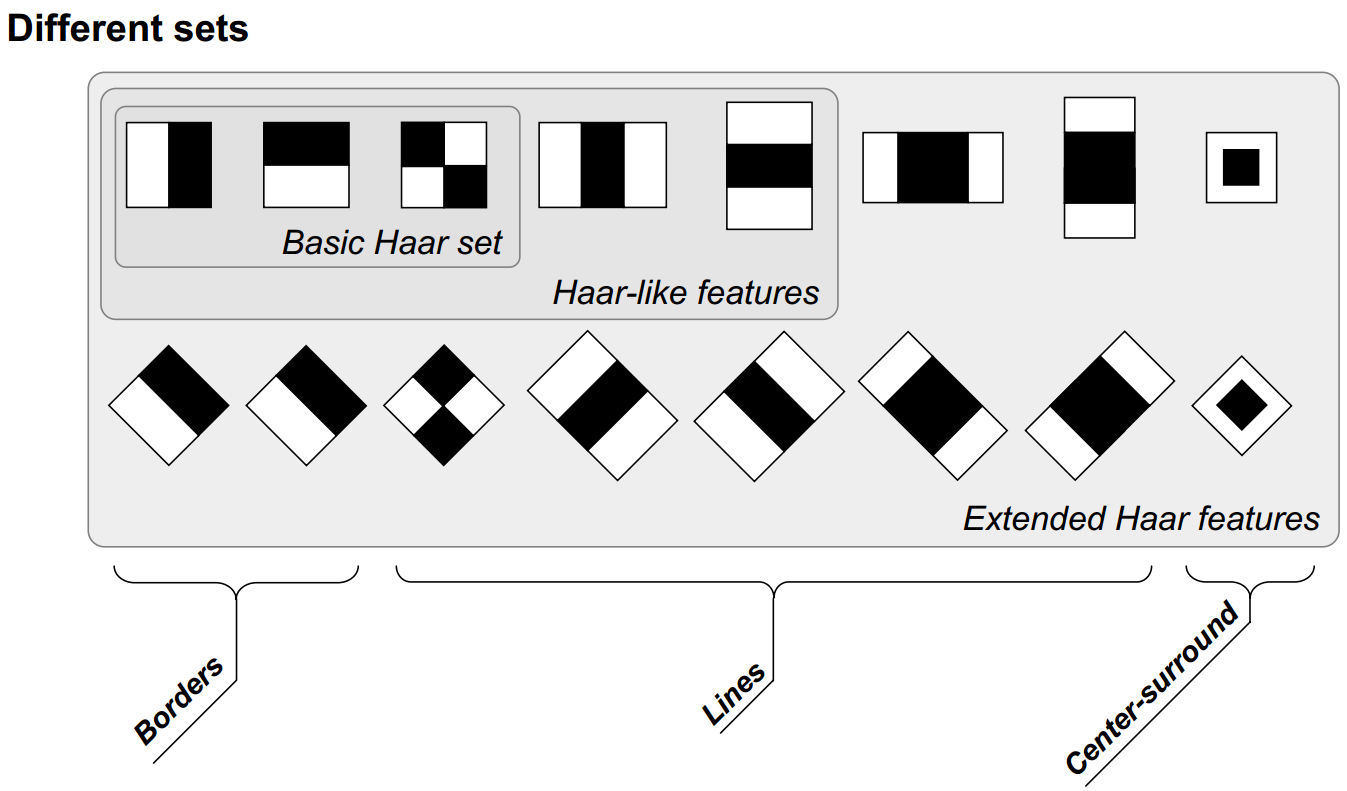 Different sets
Basic Haar set
Haar-like features
Extended Haar features
Borders
Lines
Center-surround